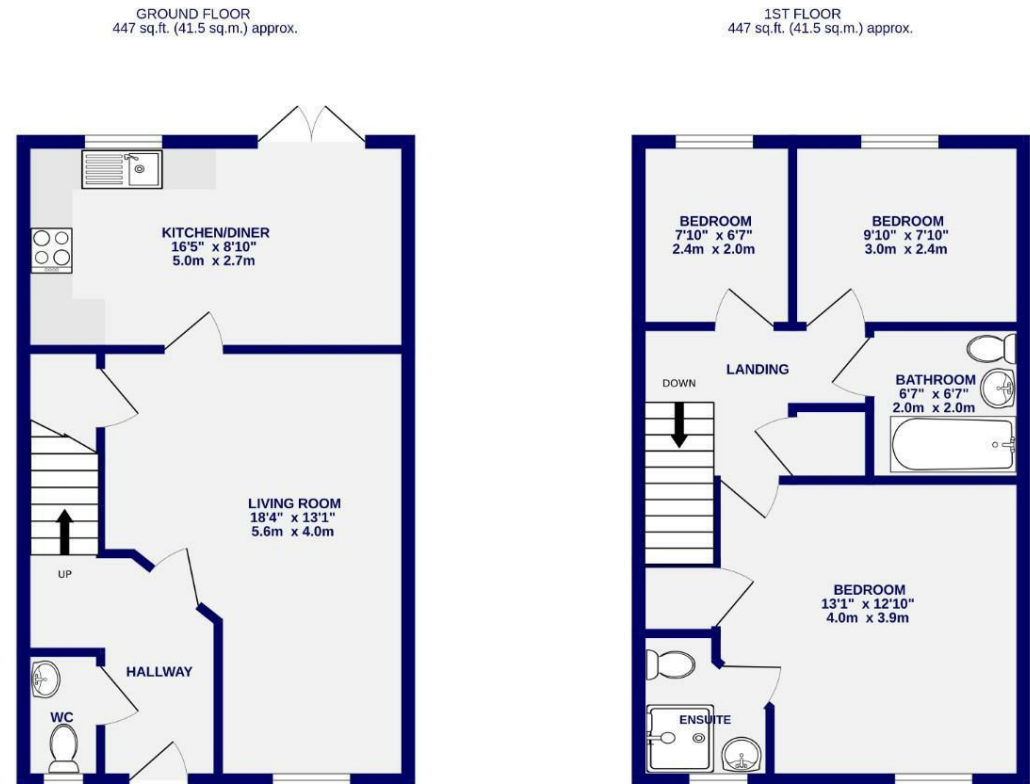 GROUND FLOOR
447 sq.ft. (41.5 sq.m.) approx.
KITCHEN/DINER
16'5" x 8'10"
5.0m x 2.7m
LIVING ROOM
18'4" x 13'1"
5.6m x 4.0m
UP
HALLWAY
WC
1ST FLOOR
447 sq.ft. (41.5 sq.m.) approx.
BEDROOM
7'10" x 6'7"
2.4m x 2.0m
BEDROOM
9'10" x 7'10"
3.0m x 2.4m
LANDING
DOWN
BATHROOM
6'7" x 6'7"
2.0m x 2.0m
BEDROOM
13'1" x 12'10"
4.0m x 3.9m
ENSUITE